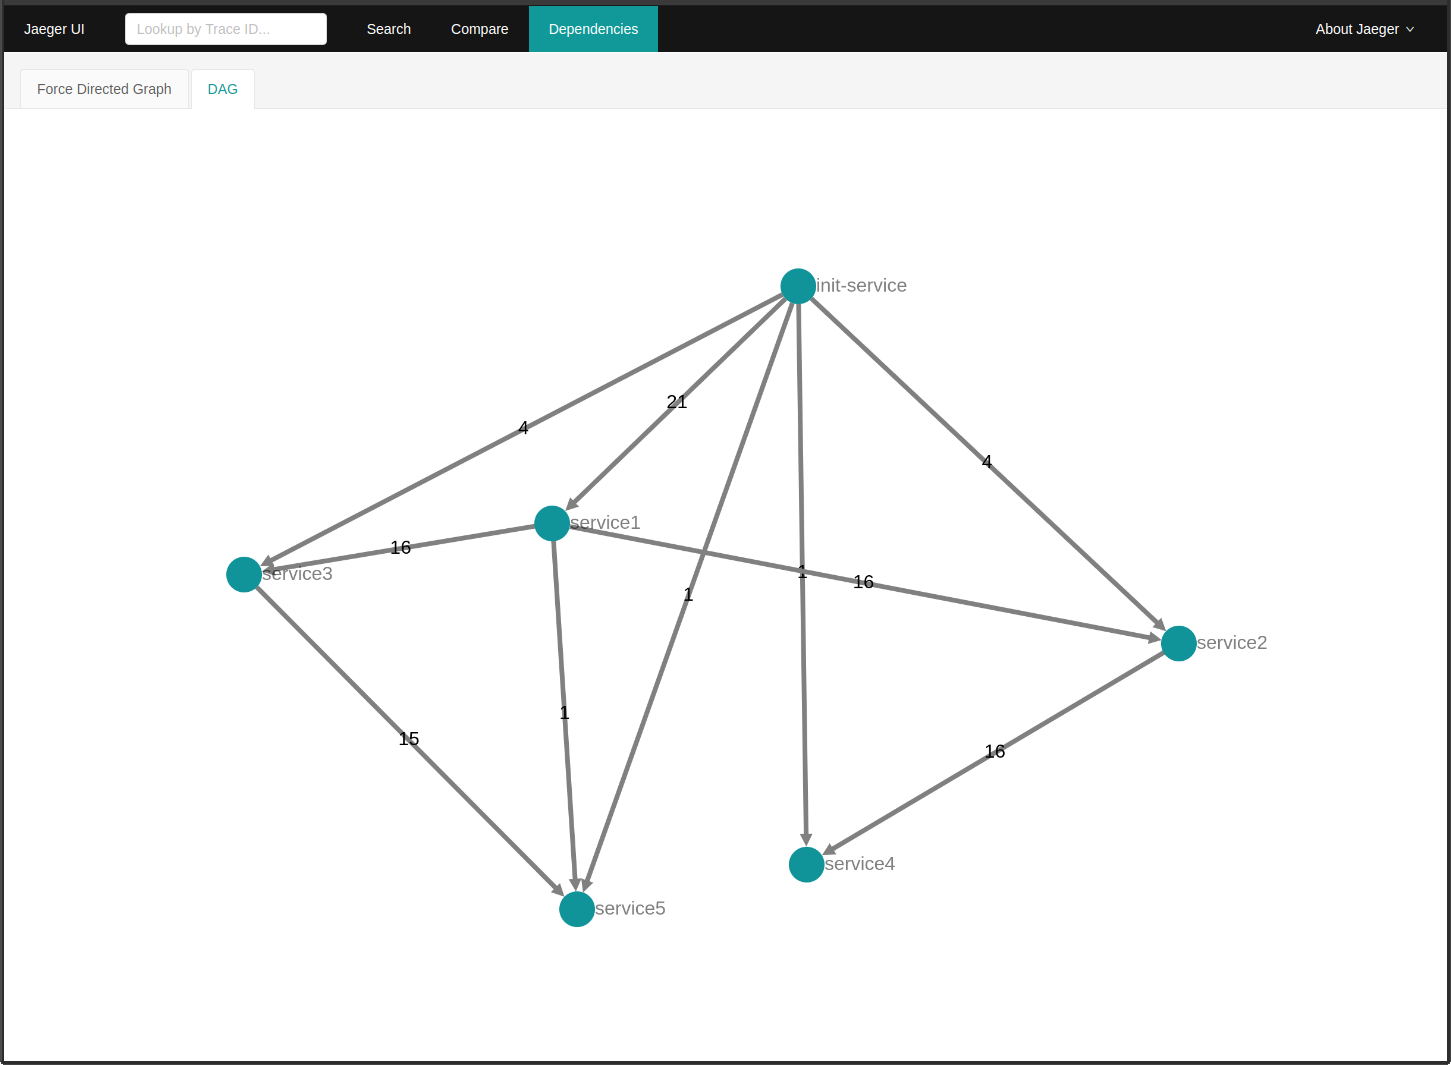 Jaeger UI
Lookup by Trace ID...
Search
Compare
Dependencies
About Jaeger
Force Directed Graph
DAG
init-service
21
4
4
service1
16
service3
1
16
1
service2
1
15
16
service4
service5